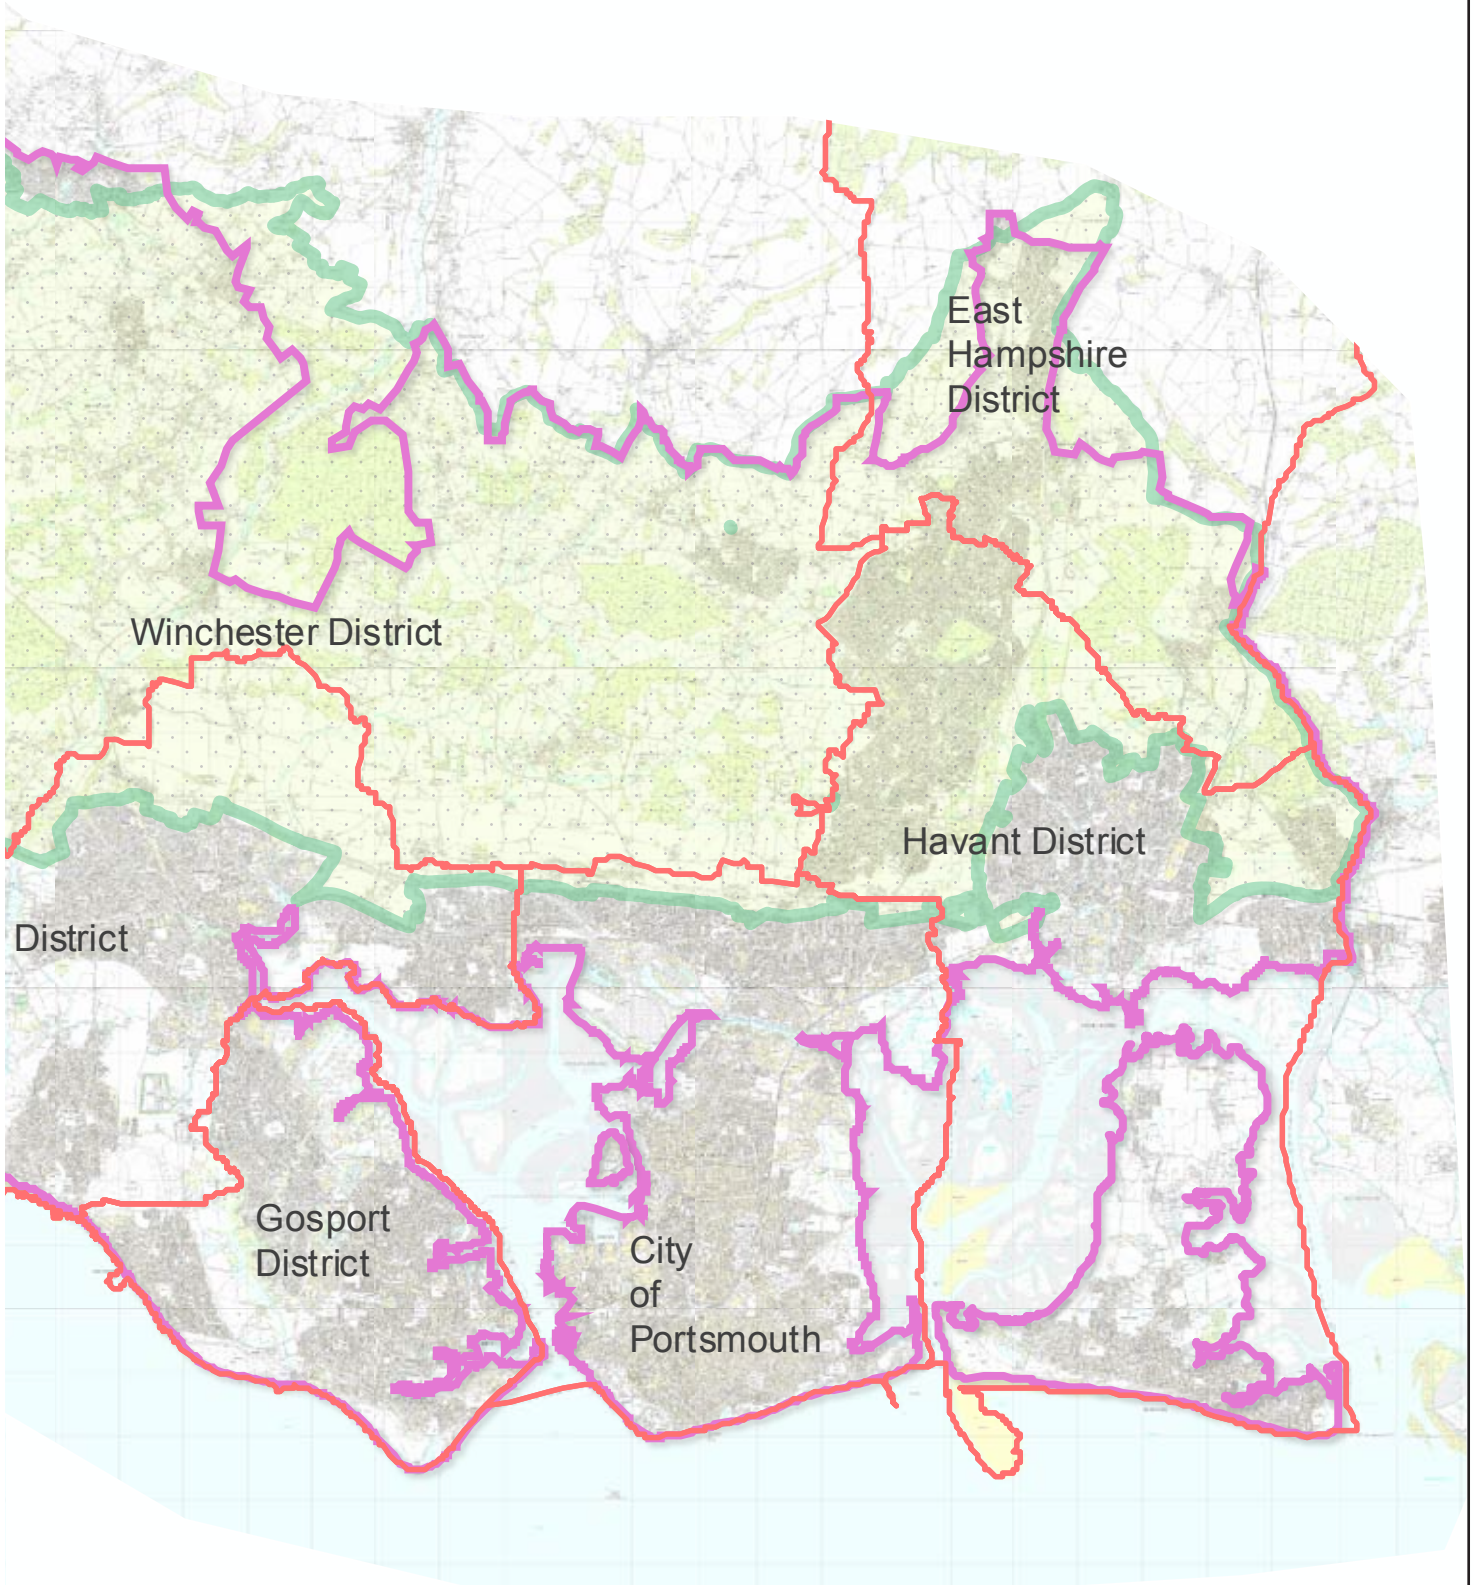 East
Hampshire
District
Winchester District
Havant District
District
Gosport
District
City
of
Portsmouth